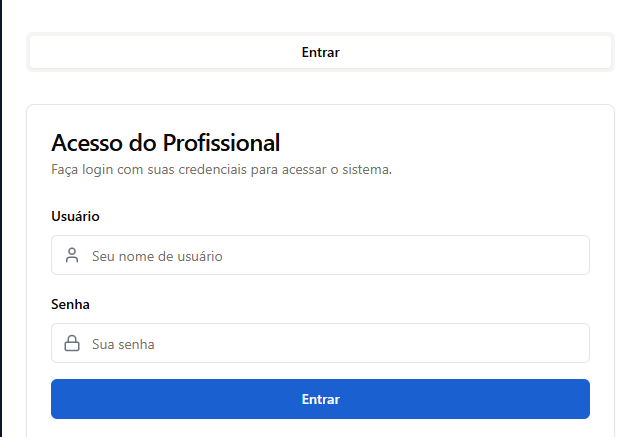 Entrar
Acesso do Profissional
Faça login com suas credenciais para acessar o sistema.
Usuário
Seu nome de usuário
Senha
Sua senha
Entrar